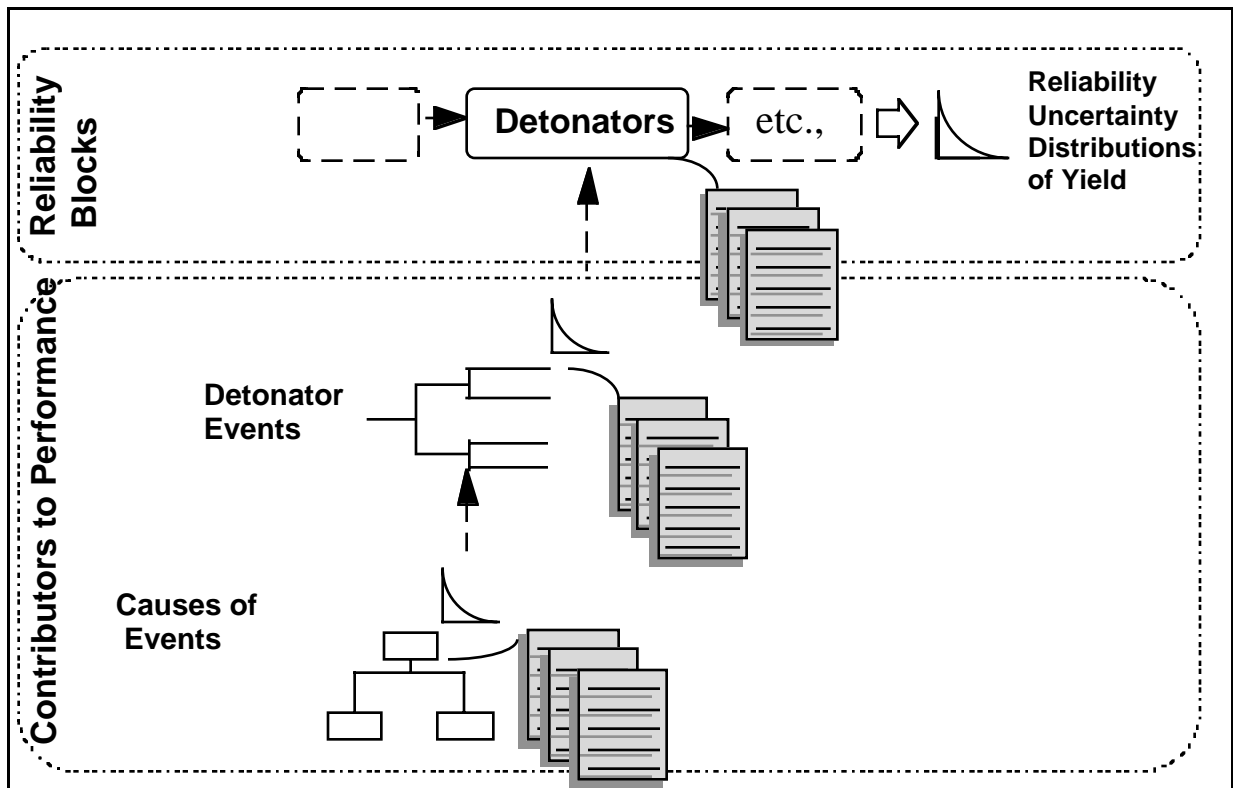 Reliability
Blocks
Detonators
etc.,
Reliability
Uncertainty
Distributions
of Yield
Contributors to Performance
Detonator
Events
Causes of
Events